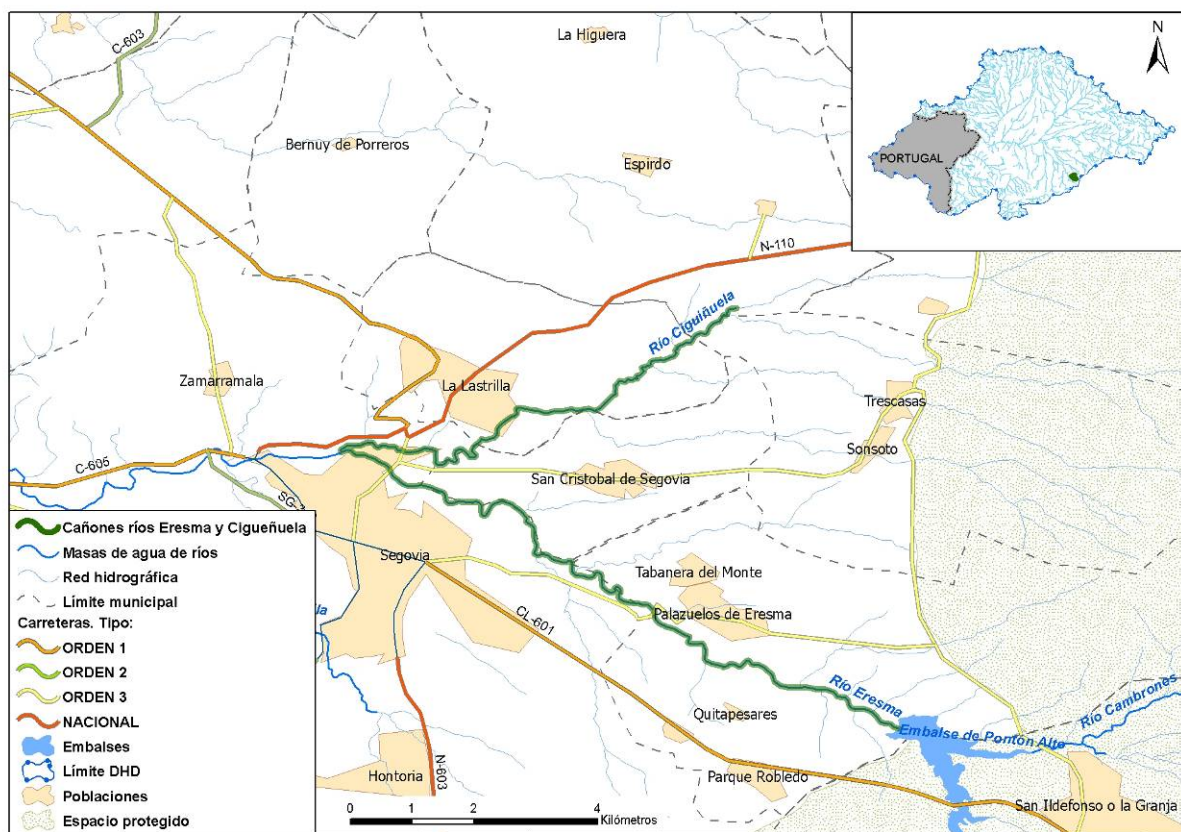 C-603
La Higuera
N
PORTUGAL
Bernuy de Porreros
Espirdo
N-110
Río Ciguiñuela
Zamarramala
La Lastrilla
Trescasas
Sonsoto
C-605
San Cristobal de Segovia
Segovia
Tabanera del Monte
Palazuelos de Eresma
CL-601
Río Eresma
Río Cambrones
Quitapesares
Embalse de Pontón Alto
Hontoria
N-603
Parque Robledo
San Ildefonso o la Granja
Cañones ríos Eresma y Cigueñuela
Masas de agua de ríos
Red hidrográfica
Límite municipal
Carreteras. Tipo:
ORDEN 1
ORDEN 2
ORDEN 3
NACIONAL
Embalses
Límite DHD
Poblaciones
Espacio protegido
0 1 2 4
Kilómetros